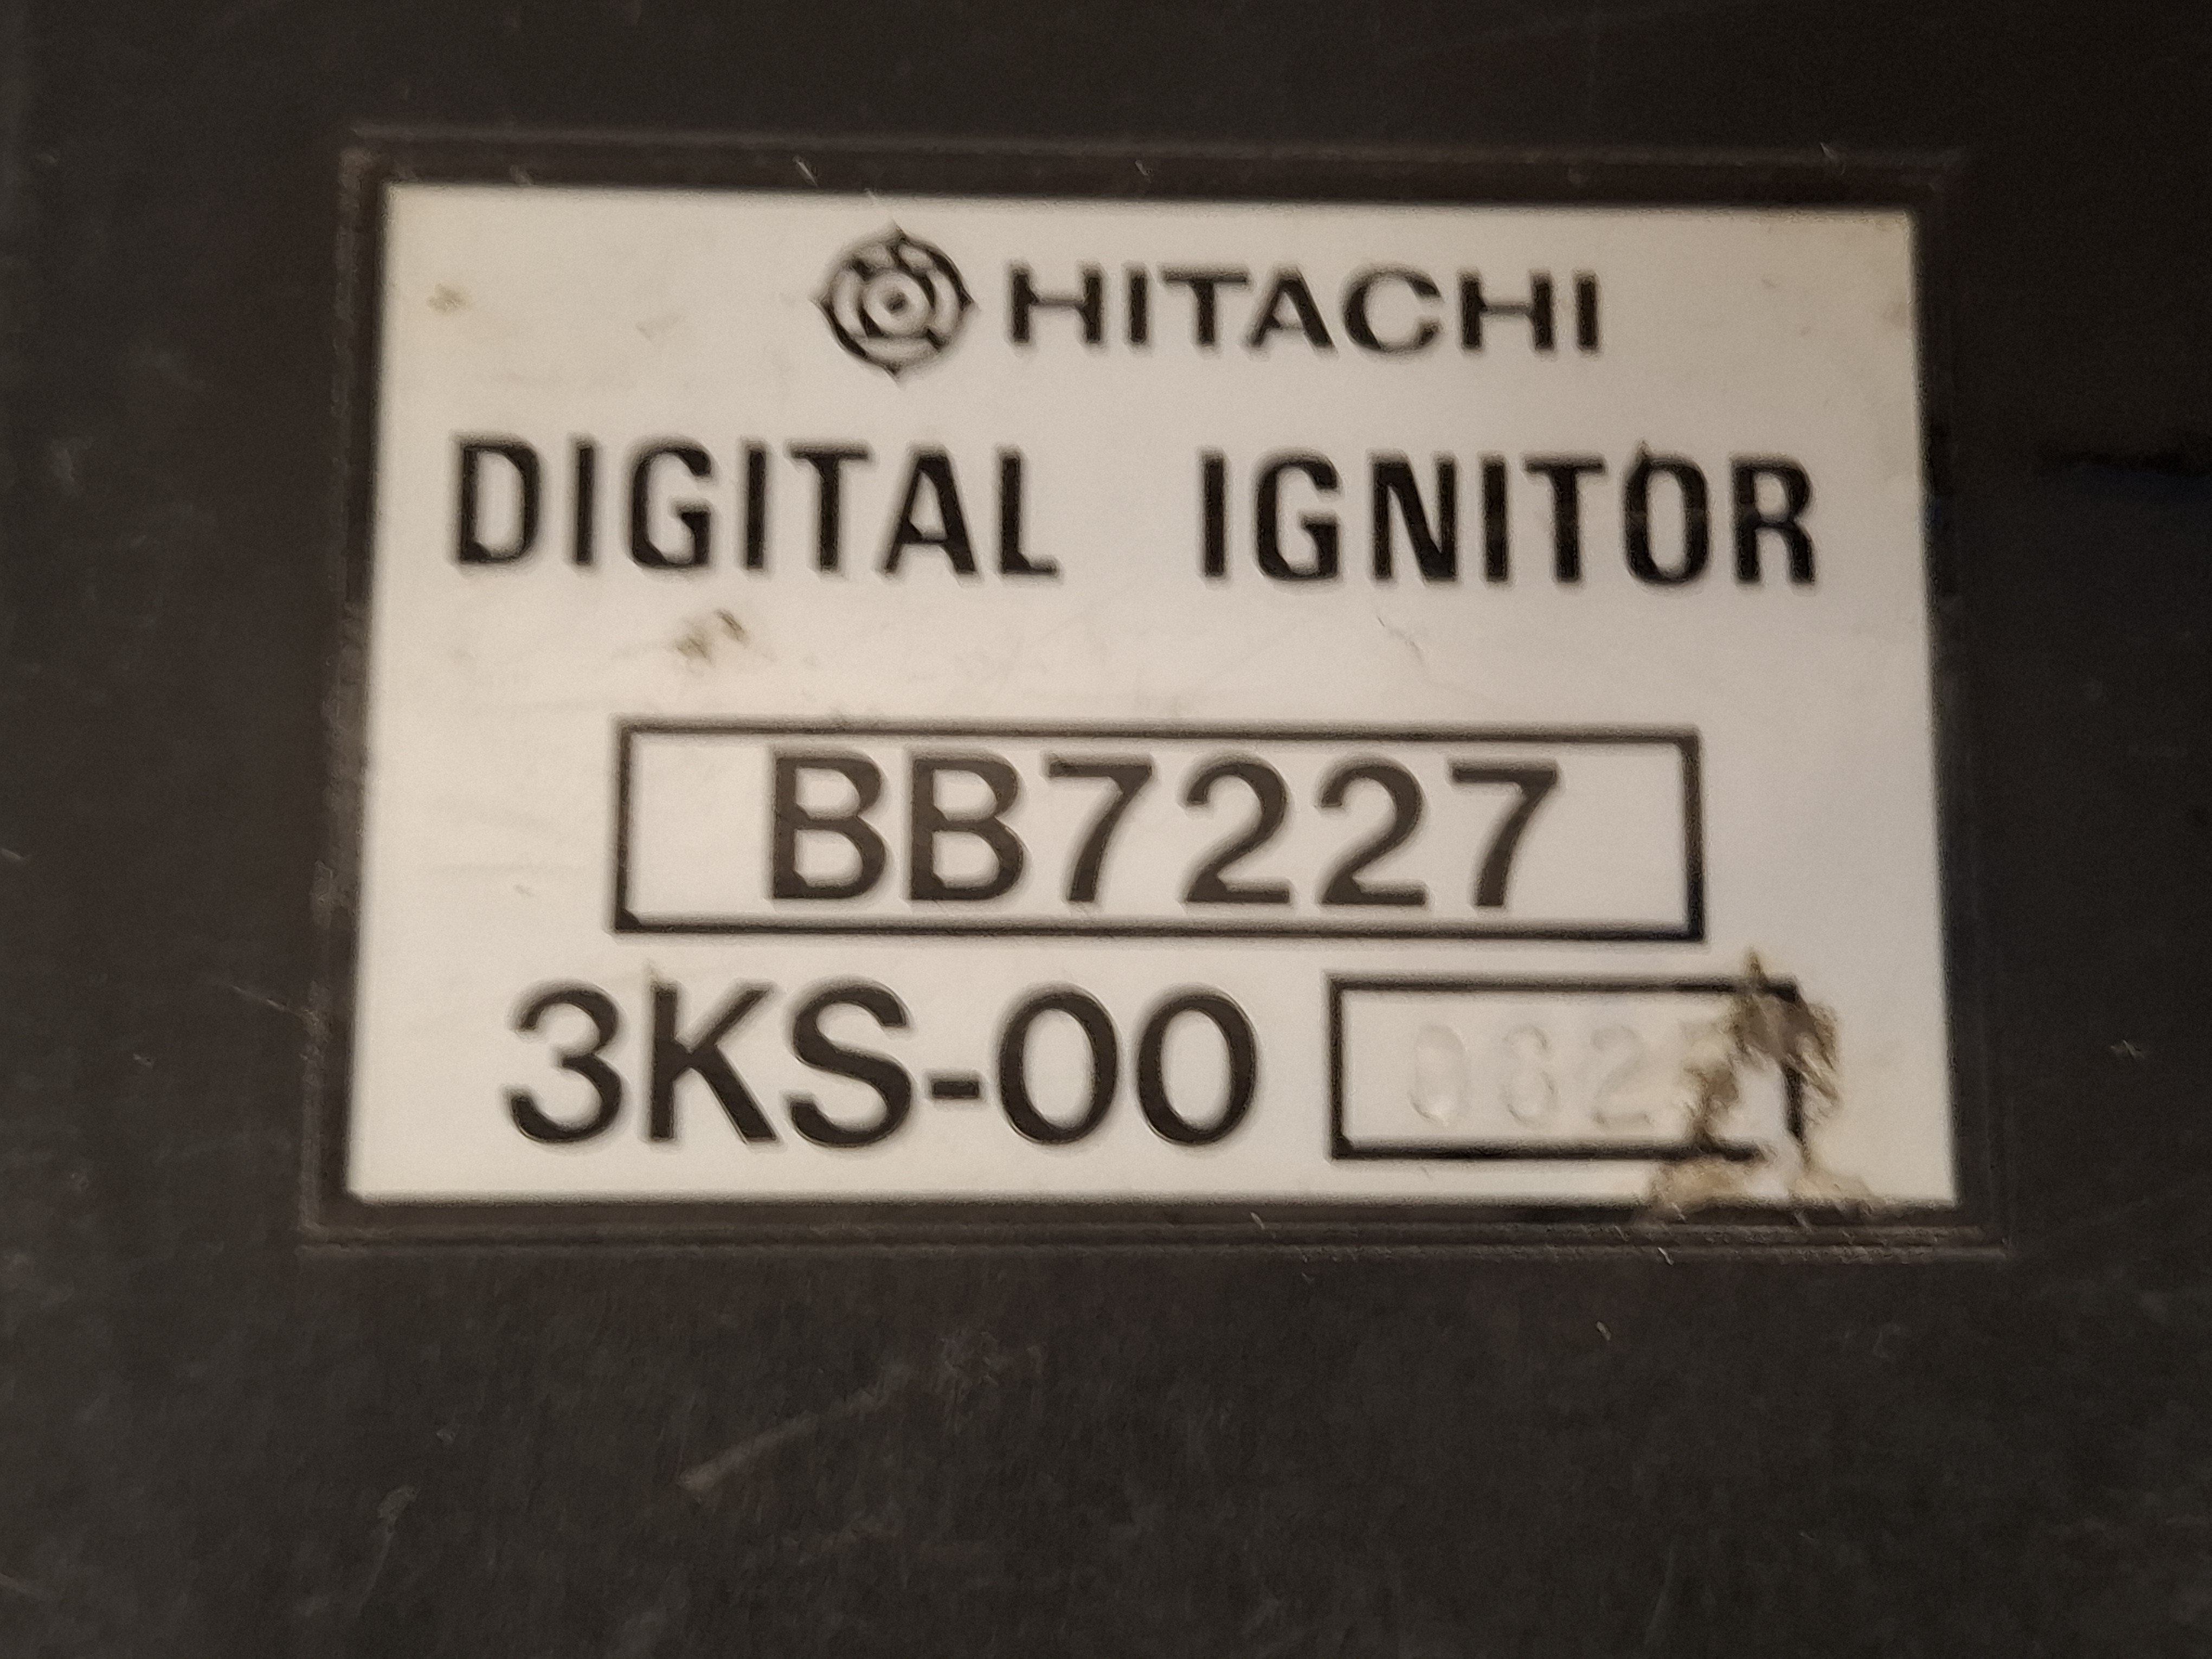 HITACHI
DIGITAL IGNITOR
BB7227
3KS-00